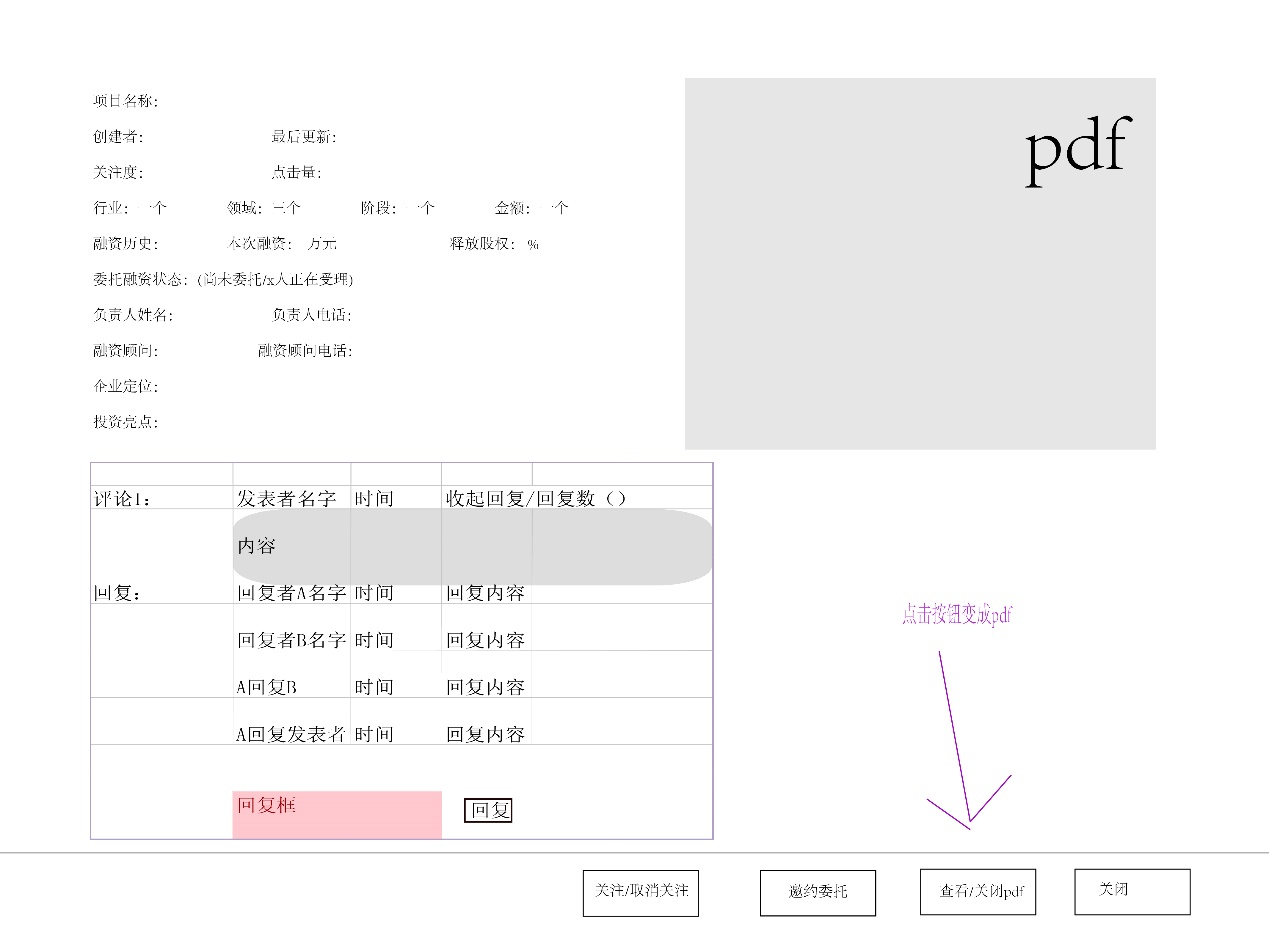 项目名称:
创建者: 最后更新:
关注度: 点击量:
行业: 一个 领域: 三个 阶段: 一个 金额: 一个
融资历史: 本次融资: 万元 释放股权: %
委托融资状态: (尚未委托/x人正在受理)
负责人姓名: 负责人电话:
融资顾问: 融资顾问电话:
企业定位:
投资亮点:
pdf
评论1: 发表者名字 时间 收起回复/回复数（）
内容
回复: 回复者A名字 时间 回复内容
回复者B名字 时间 回复内容
A回复B 时间 回复内容
A回复发表者 时间 回复内容
回复框 回复
点击按钮变成pdf
关注/取消关注 邀约委托 查看/关闭pdf 关闭